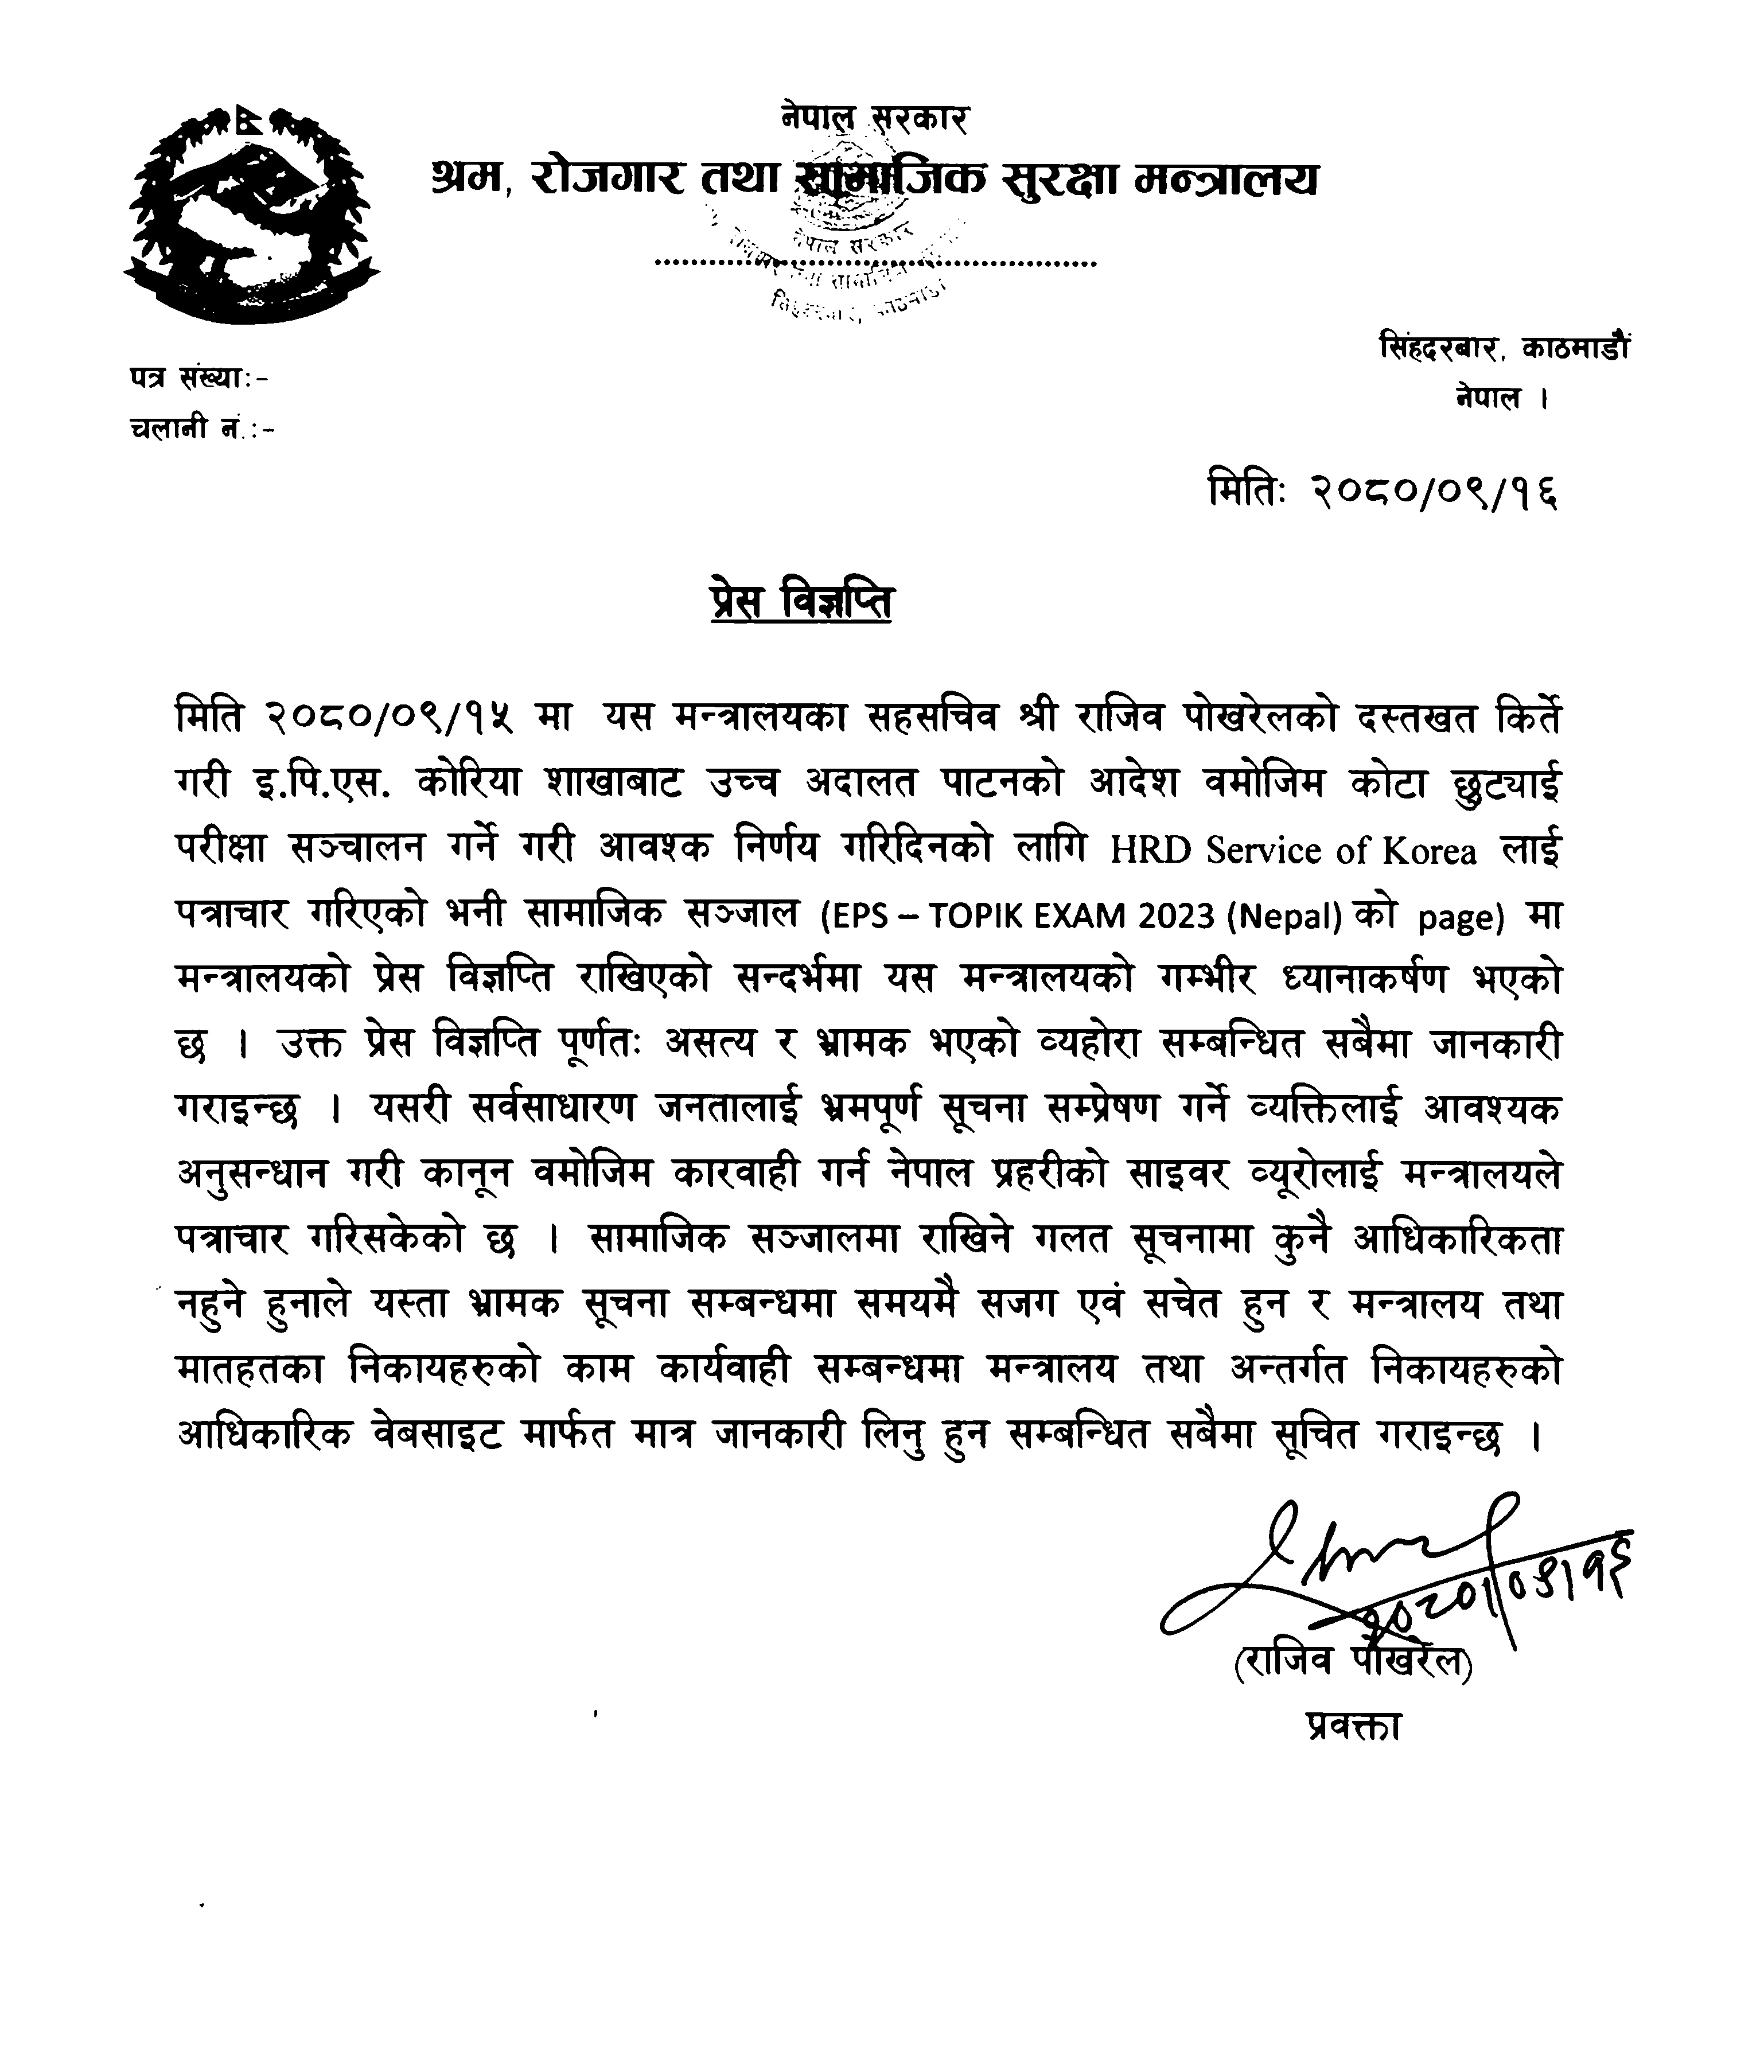 नेपाल सरकार
श्रम, रोजगार तथा सामाजिक सुरक्षा मन्त्रालय
नेपाल सरकार
सिंहदरबार, काठमाडौं
नेपाल ।
पत्र संख्याः-
चलानी नं.ः-
मितिः २०८०/०९/१६
प्रेस विज्ञप्ति
मिति २०८०/०९/१५ मा यस मन्त्रालयका सहसचिव श्री राजिव पोखरेलको दस्तखत किर्ते
गरी इ.पि.एस. कोरिया शाखाबाट उच्च अदालत पाटनको आदेश वमोजिम कोटा छुट्याई
परीक्षा सञ्चालन गर्ने गरी आवश्क निर्णय गरिदिनको लागि HRD Service of Korea लाई
पत्राचार गरिएको भनी सामाजिक सञ्जाल (EPS – TOPIK EXAM 2023 (Nepal) को page) मा
मन्त्रालयको प्रेस विज्ञप्ति राखिएको सन्दर्भमा यस मन्त्रालयको गम्भीर ध्यानाकर्षण भएको
छ । उक्त प्रेस विज्ञप्ति पूर्णतः असत्य र भ्रामक भएको व्यहोरा सम्बन्धित सबैमा जानकारी
गराइन्छ । यसरी सर्वसाधारण जनतालाई भ्रमपूर्ण सूचना सम्प्रेषण गर्ने व्यक्तिलाई आवश्यक
अनुसन्धान गरी कानून वमोजिम कारवाही गर्न नेपाल प्रहरीको साइवर व्यूरोलाई मन्त्रालयले
पत्राचार गरिसकेको छ । सामाजिक सञ्जालमा राखिने गलत सूचनामा कुनै आधिकारिकता
नहुने हुनाले यस्ता भ्रामक सूचना सम्बन्धमा समयमै सजग एवं सचेत हुन र मन्त्रालय तथा
मातहतका निकायहरुको काम कार्यवाही सम्बन्धमा मन्त्रालय तथा अन्तर्गत निकायहरुको
आधिकारिक वेबसाइट मार्फत मात्र जानकारी लिनु हुन सम्बन्धित सबैमा सूचित गराइन्छ ।
२०८०।०९।१६
(राजिव पोखरेल)
प्रवक्ता